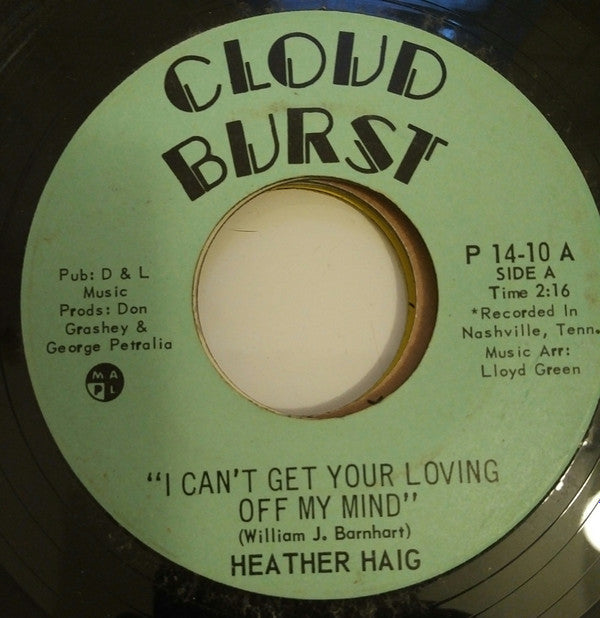 CLOUD
BURST
Pub: D & L
Music
Prods: Don
Grashey &
George Petralia
M A
P L
P 14-10 A
SIDE A
Time 2:16
*Recorded In
Nashville, Tenn.
Music Arr:
Lloyd Green
"I CAN'T GET YOUR LOVING
OFF MY MIND"
(William J. Barnhart)
HEATHER HAIG